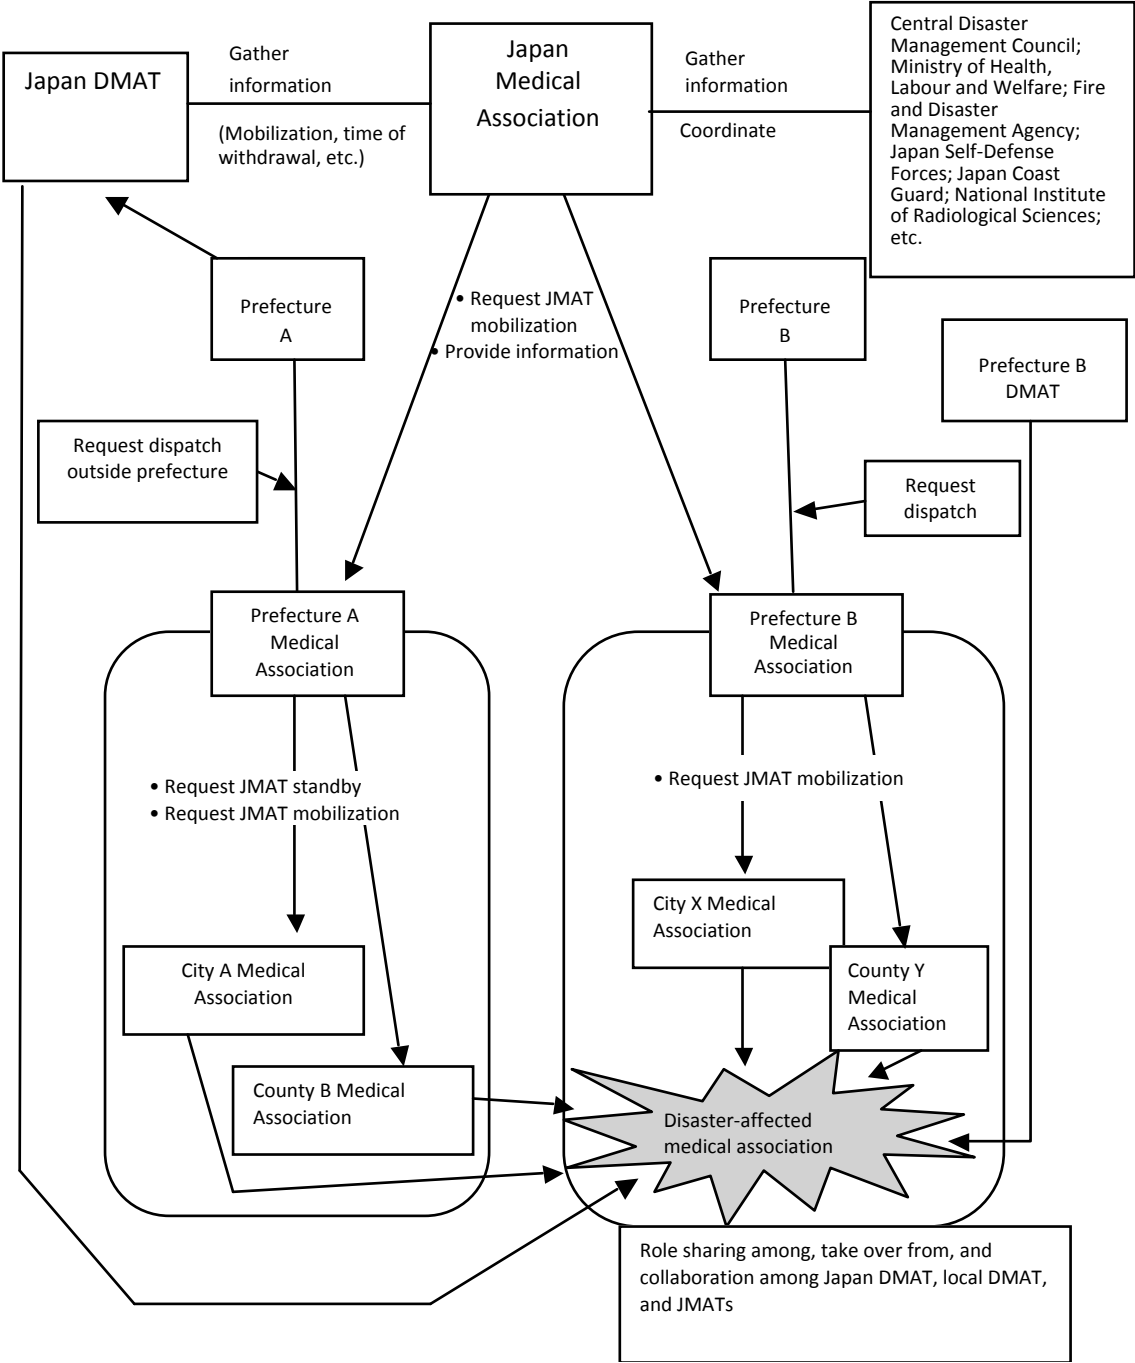 Japan DMAT
Gather
information
(Mobilization, time of
withdrawal, etc.)
Japan
Medical
Association
Gather
information
Coordinate
Central Disaster
Management Council;
Ministry of Health,
Labour and Welfare; Fire
and Disaster
Management Agency;
Japan Self-Defense
Forces; Japan Coast
Guard; National Institute
of Radiological Sciences;
etc.
Prefecture
A
• Request JMAT
mobilization
• Provide information
Prefecture
B
Prefecture B
DMAT
Request dispatch
outside prefecture
Request
dispatch
Prefecture A
Medical
Association
Prefecture B
Medical
Association
• Request JMAT standby
• Request JMAT mobilization
• Request JMAT mobilization
City A Medical
Association
County B Medical
Association
City X Medical
Association
County Y
Medical
Association
Disaster-affected
medical association
Role sharing among, take over from, and
collaboration among Japan DMAT, local DMAT,
and JMATs